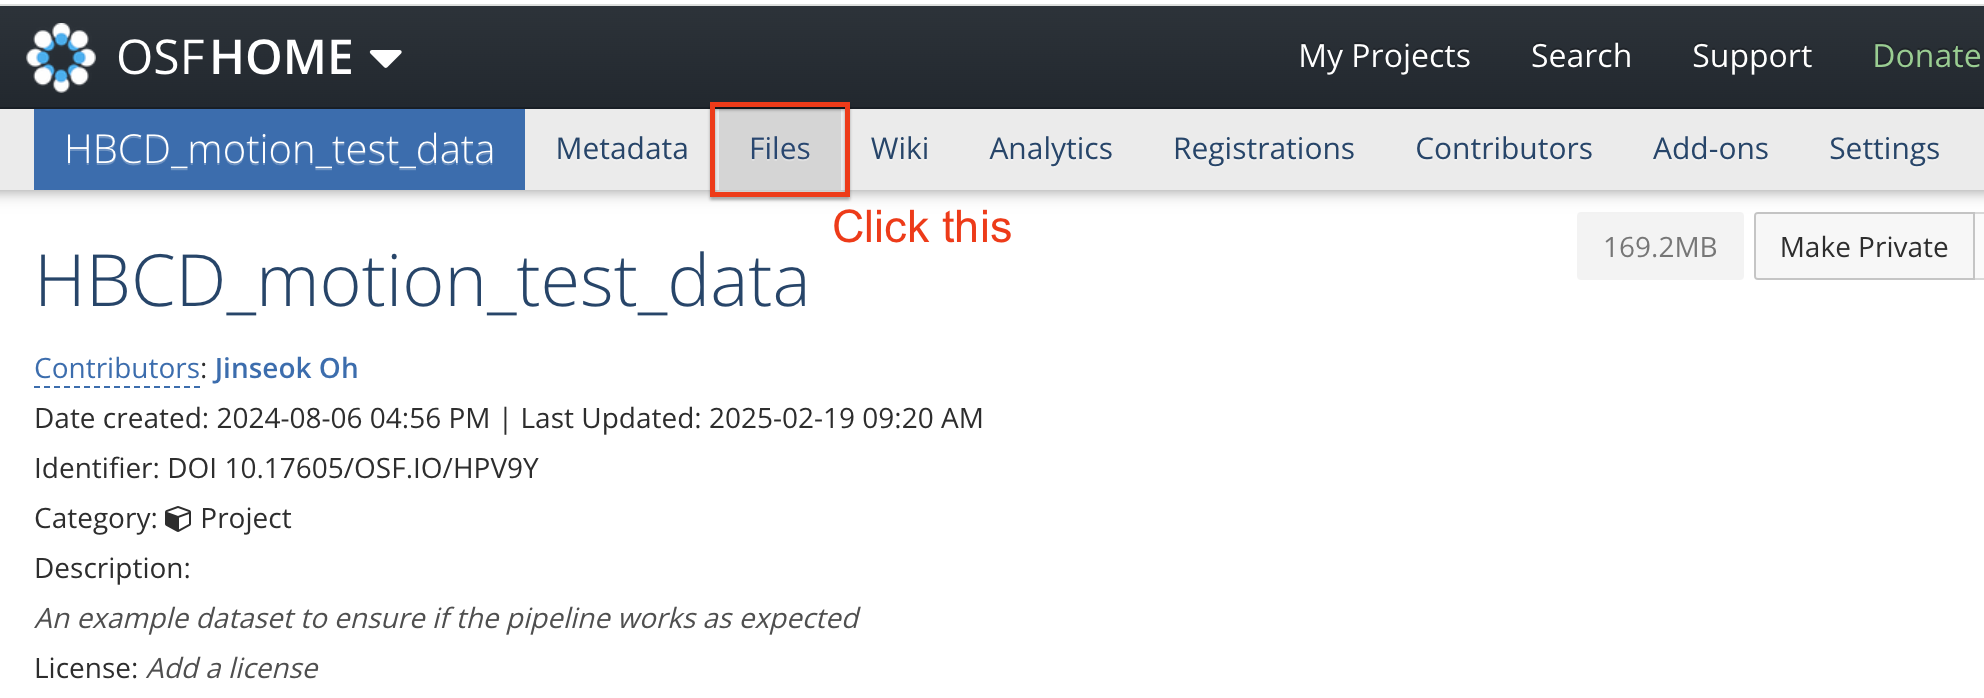 OSFHOME My Projects Search Support Donate
HBCD_motion_test_data Metadata Files Wiki Analytics Registrations Contributors Add-ons Settings
Click this
169.2MB Make Private
HBCD_motion_test_data
Contributors: Jinseok Oh
Date created: 2024-08-06 04:56 PM | Last Updated: 2025-02-19 09:20 AM
Identifier: DOI 10.17605/OSF.IO/HPV9Y
Category: Project
Description:
An example dataset to ensure if the pipeline works as expected
License: Add a license